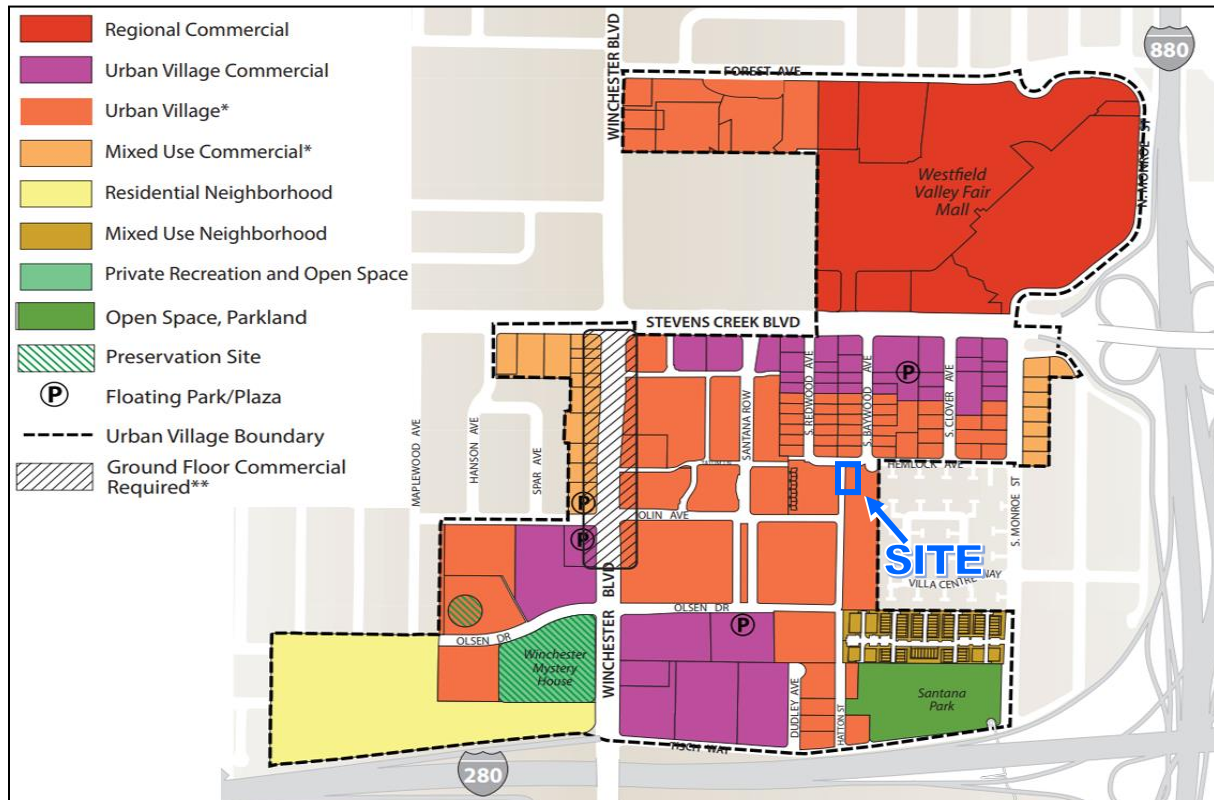 Regional Commercial
Urban Village Commercial
Urban Village*
Mixed Use Commercial*
Residential Neighborhood
Mixed Use Neighborhood
Private Recreation and Open Space
Open Space, Parkland
Preservation Site
P
Floating Park/Plaza
Urban Village Boundary
Ground Floor Commercial
Required**
WINCHESTER BLVD
FOREST AVE
880
N. MONROE ST
Westfield
Valley Fair
Mall
STEVENS CREEK BLVD
MAPLEWOOD AVE
HANSON AVE
SPAR AVE
SANTANA ROW
S. REDWOOD AVE
S. BAYWOOD AVE
P
S. CLOVER AVE
HEMLOCK AVE
S. MONROE ST
P
OLIN AVE
P
SITE
VILLA CENTRE WAY
WINCHESTER BLVD
OLSEN DR
P
OLSEN DR
Winchester
Mystery
House
DUDLEY AVE
HATTON ST
Santana
Park
TISCH WAY
280